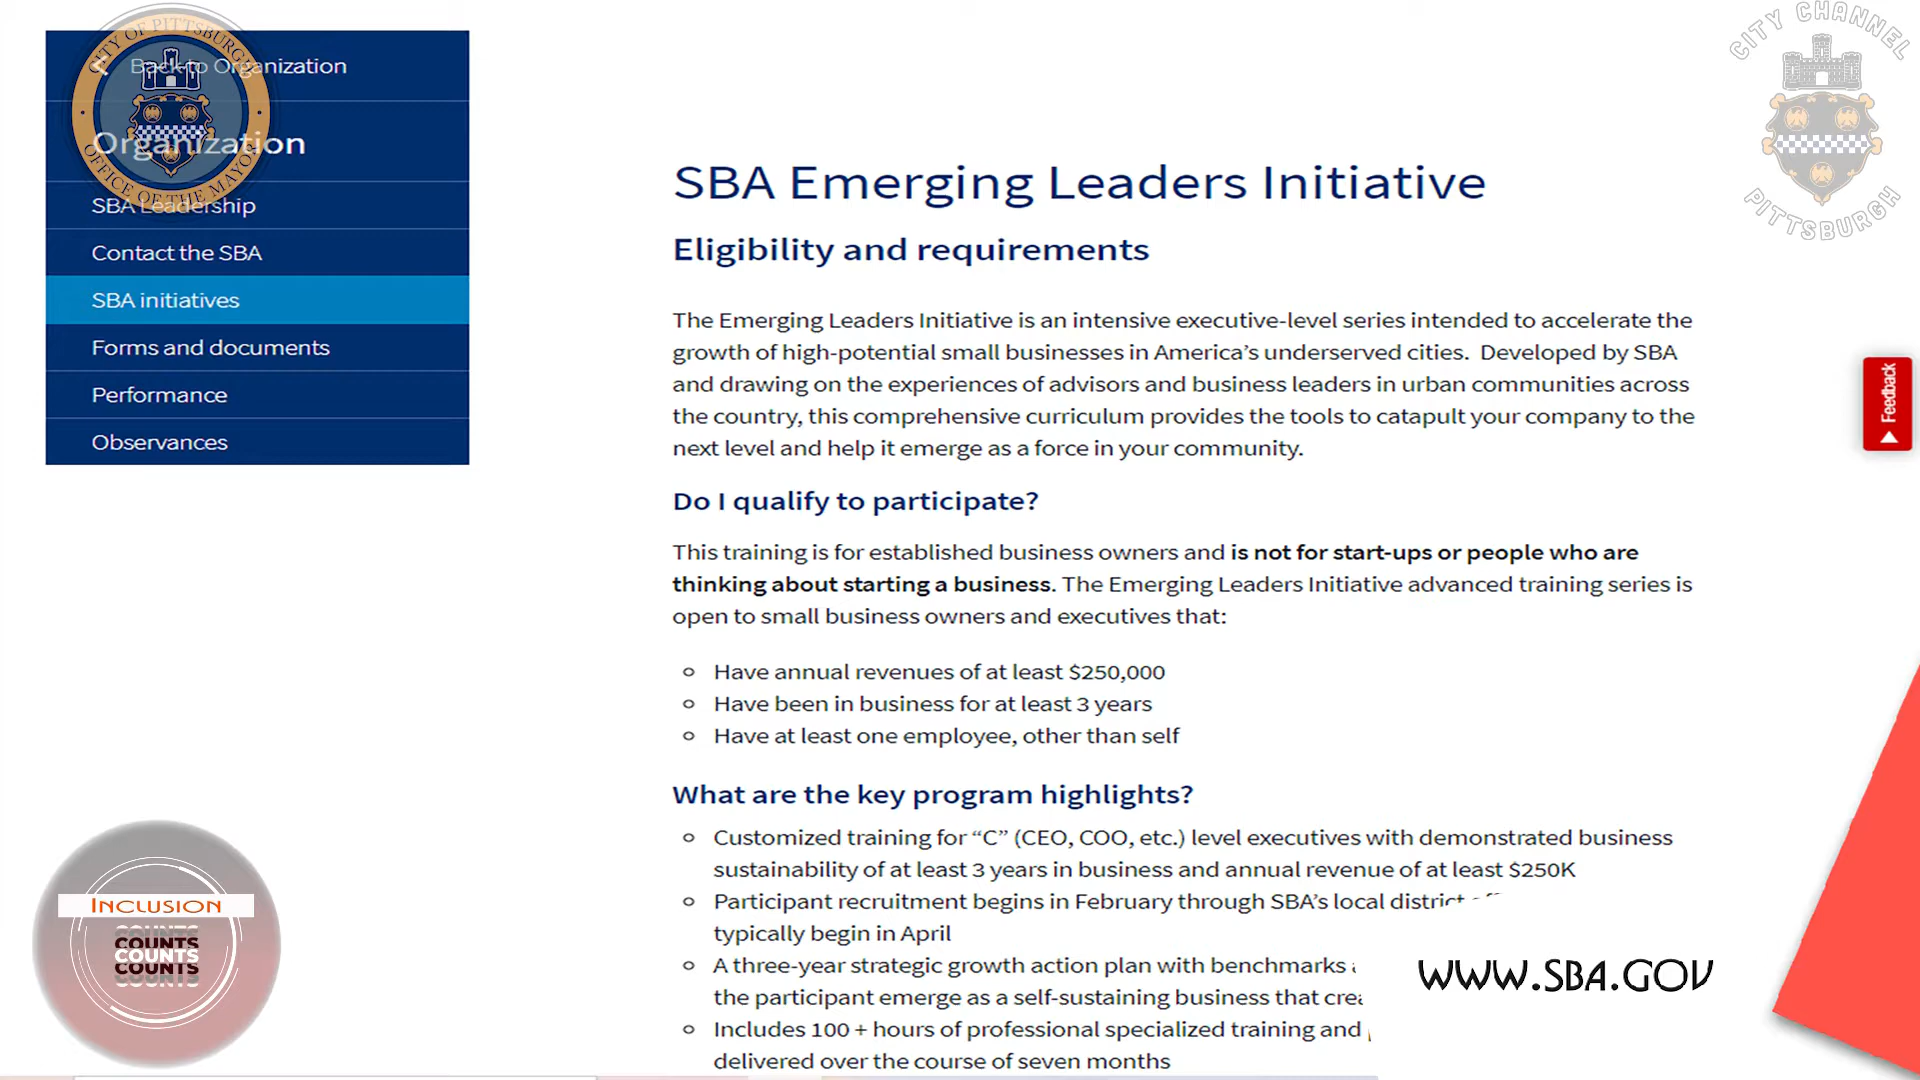 CITY OF PITTSBURGH
OFFICE OF THE MAYOR
Back to Organization
Organization
SBA Leadership
Contact the SBA
SBA initiatives
Forms and documents
Performance
Observances
CITY CHANNEL
PITTSBURGH
SBA Emerging Leaders Initiative
Eligibility and requirements
The Emerging Leaders Initiative is an intensive executive-level series intended to accelerate the
growth of high-potential small businesses in America’s underserved cities. Developed by SBA
and drawing on the experiences of advisors and business leaders in urban communities across
the country, this comprehensive curriculum provides the tools to catapult your company to the
next level and help it emerge as a force in your community.
Feedback
Do I qualify to participate?
This training is for established business owners and is not for start-ups or people who are
thinking about starting a business. The Emerging Leaders Initiative advanced training series is
open to small business owners and executives that:
Have annual revenues of at least $250,000
Have been in business for at least 3 years
Have at least one employee, other than self
What are the key program highlights?
Customized training for “C” (CEO, COO, etc.) level executives with demonstrated business
sustainability of at least 3 years in business and annual revenue of at least $250K
Participant recruitment begins in February through SBA’s local district
typically begin in April
A three-year strategic growth action plan with benchmarks
the participant emerge as a self-sustaining business that
Includes 100 + hours of professional specialized training and
delivered over the course of seven months
INCLUSION
COUNTS
COUNTS
COUNTS
WWW.SBA.GOV